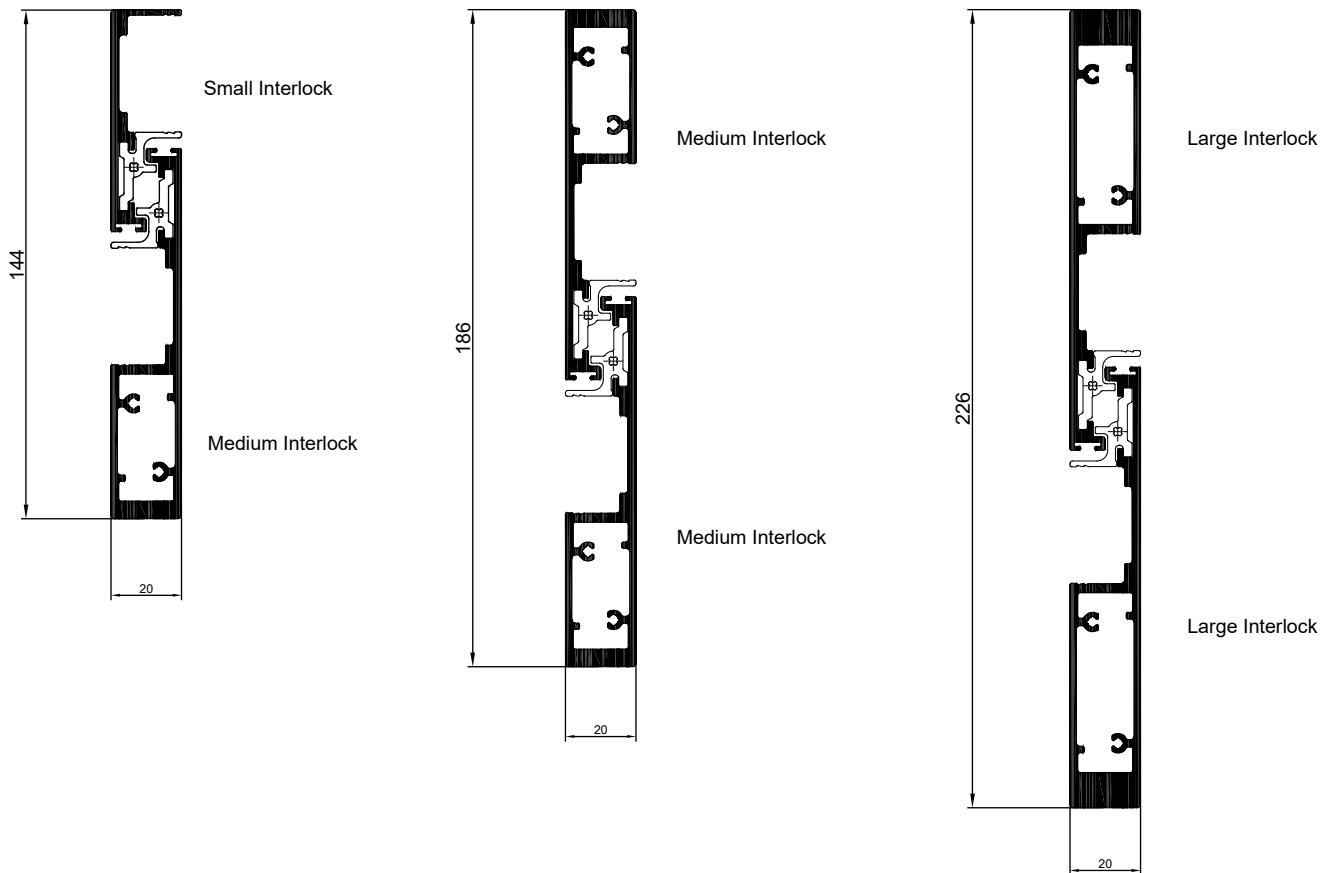 144
Small Interlock
Medium Interlock
20
186
Medium Interlock
Medium Interlock
20
226
Large Interlock
Large Interlock
20